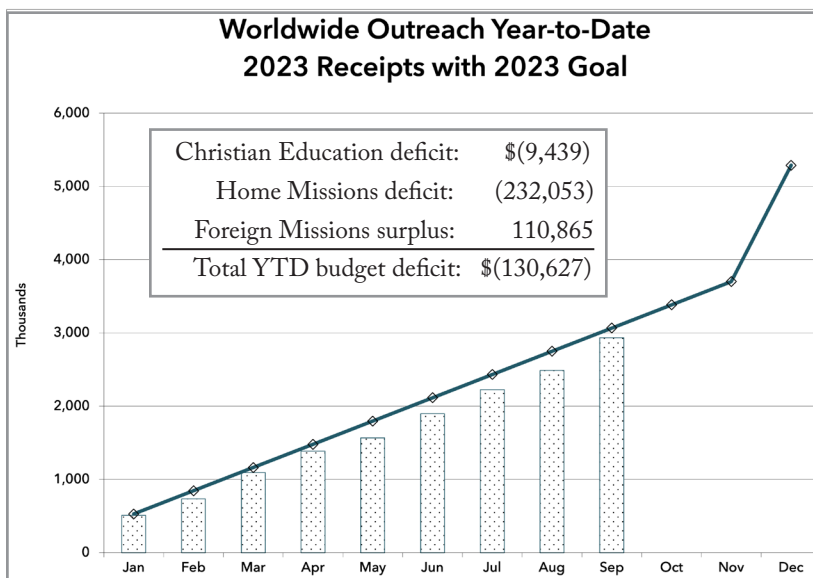 Worldwide Outreach Year-to-Date
2023 Receipts with 2023 Goal
6,000
5,000
4,000
3,000
2,000
1,000
0
Thousands
Christian Education deficit: $(9,439)
Home Missions deficit: (232,053)
Foreign Missions surplus: 110,865
Total YTD budget deficit: $(130,627)
Jan Feb Mar Apr May Jun Jul Aug Sep Oct Nov Dec